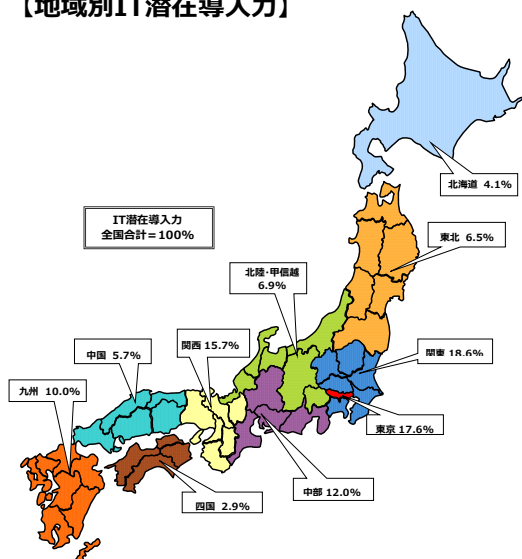 【地域別IT潜在導入力】
北海道 4.1%
IT潜在導入力
全国合計=100%
東北 6.5%
北陸・甲信越
6.9%
関西 15.7%
中国 5.7%
関東 18.6%
九州 10.0%
東京 17.6%
中部 12.0%
四国 2.9%